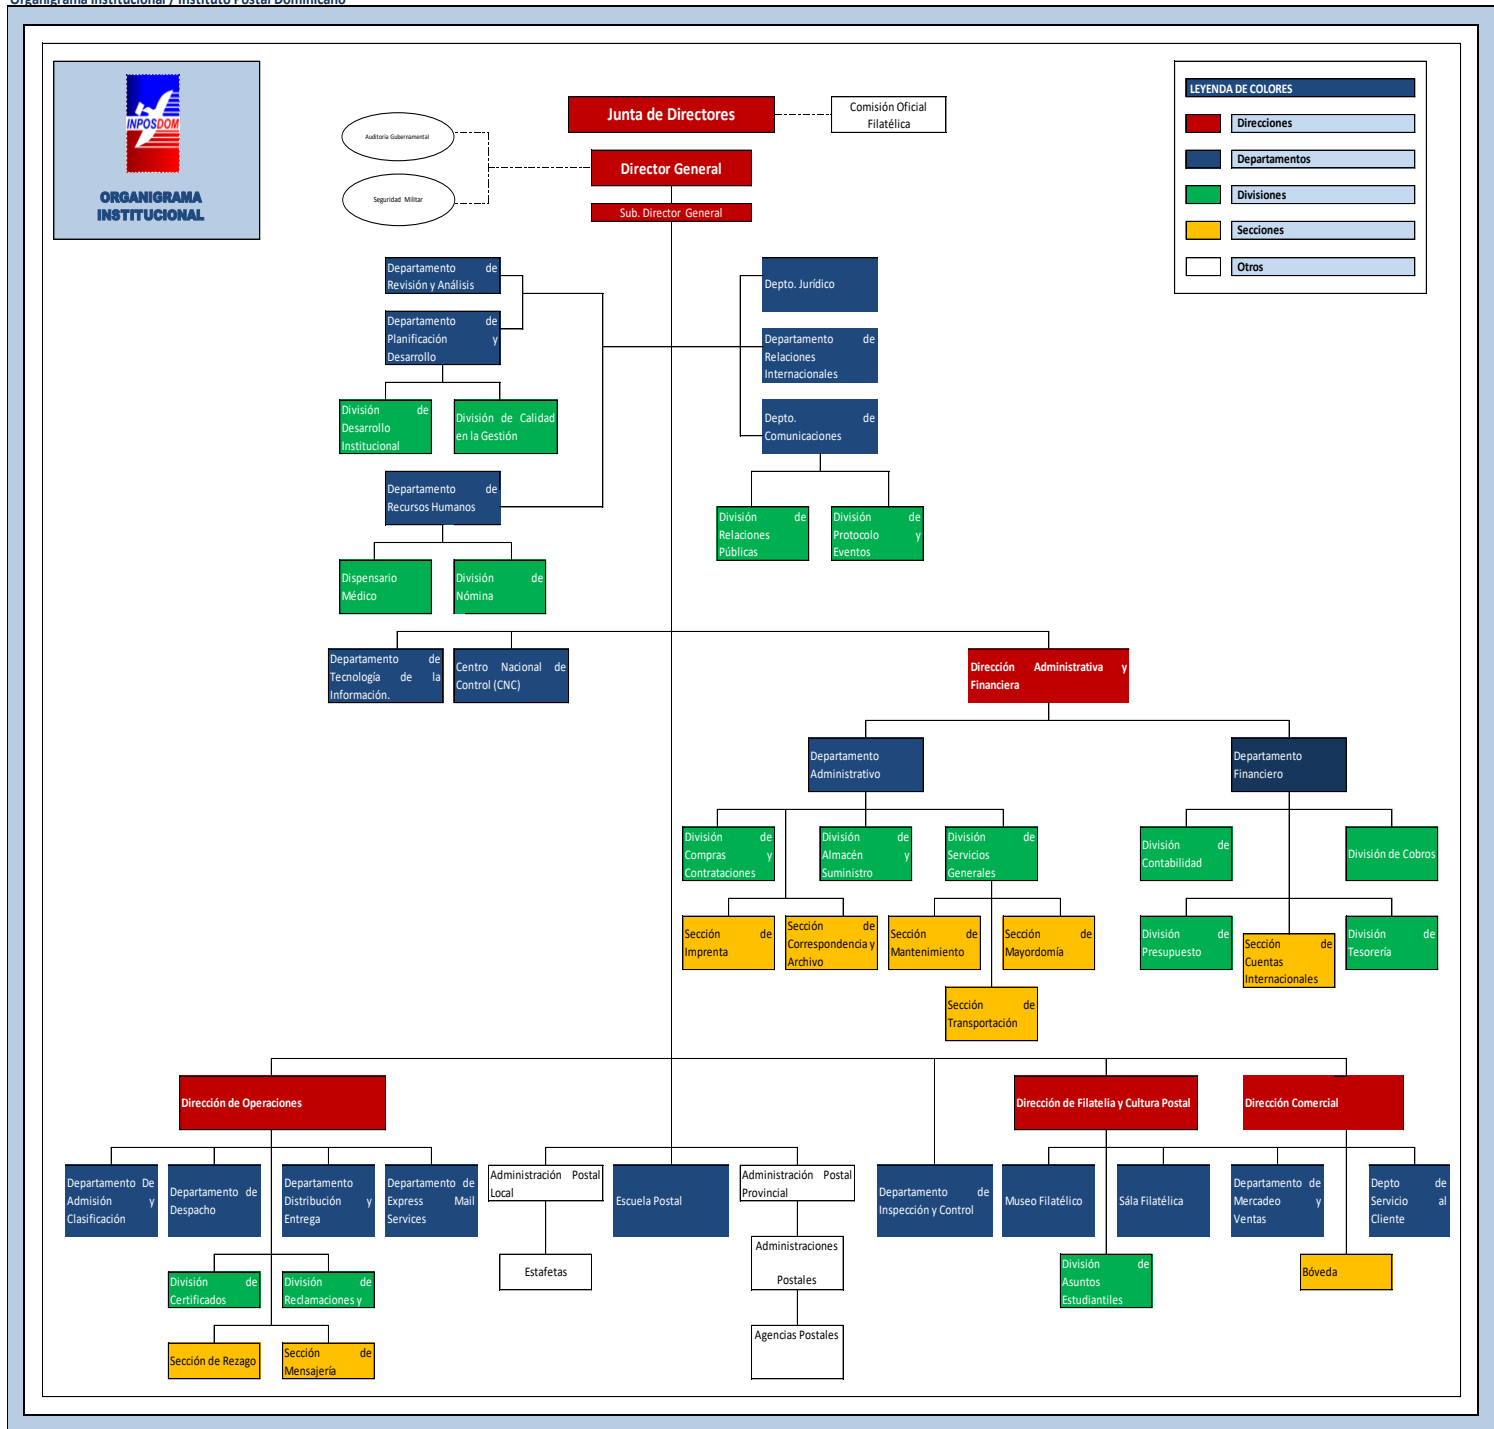 Organigrama Institucional / Instituto Postal Dominicano
INPOSDOM
ORGANIGRAMA
INSTITUCIONAL
Junta de Directores
Comisión Oficial
Filatélica
Auditoría Gubernamental
Director General
Seguridad Militar
Sub. Director General
LEYENDA DE COLORES
Direcciones
Departamentos
Divisiones
Secciones
Otros
Departamento de
Revisión y Análisis
Depto. Jurídico
Departamento de
Planificación y
Desarrollo
Departamento de
Relaciones
Internacionales
División de
Desarrollo
Institucional
División de Calidad
en la Gestión
Depto. de
Comunicaciones
Departamento de
Recursos Humanos
División de
Relaciones
Públicas
División de
Protocolo y
Eventos
Dispensario
Médico
División de
Nómina
Departamento de
Tecnología de la
Información.
Centro Nacional de
Control (CNC)
Dirección Administrativa y
Financiera
Departamento
Administrativo
Departamento
Financiero
División de
Compras y
Contrataciones
División de
Almacén y
Suministro
División de
Servicios
Generales
División de
Contabilidad
División de Cobros
Sección de
Imprenta
Sección de
Correspondencia y
Archivo
Sección de
Mantenimiento
Sección de
Mayordomía
División de
Presupuesto
Sección de
Cuentas
Internacionales
División de
Tesorería
Sección de
Transportación
Dirección de Operaciones
Dirección de Filatelia y Cultura Postal
Dirección Comercial
Departamento De
Admisión y
Clasificación
Departamento de
Despacho
Departamento
Distribución y
Entrega
Departamento de
Express Mail
Services
Administración Postal
Local
Escuela Postal
Administración Postal
Provincial
Departamento de
Inspección y Control
Museo Filatélico
Sála Filatélica
Departamento de
Mercadeo y
Ventas
Depto de
Servicio al
Cliente
División de
Certificados
División de
Reclamaciones y
Estafetas
Administraciones
Postales
División de
Asuntos
Estudiantiles
Bóveda
Sección de Rezago
Sección de
Mensajería
Agencias Postales